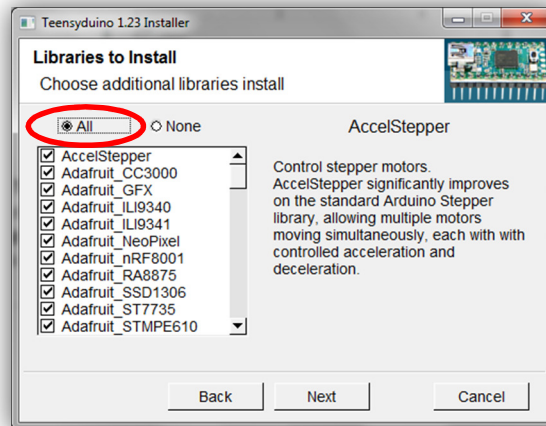 Teensyduino 1.23 Installer
Libraries to Install
Choose additional libraries install
All None
AccelStepper
Adafruit_CC3000
Adafruit_GFX
Adafruit_ILI9340
Adafruit_ILI9341
Adafruit_NeoPixel
Adafruit_nRF8001
Adafruit_RA8875
Adafruit_SSD1306
Adafruit_ST7735
Adafruit_STMPE610
AccelStepper
Control stepper motors.
AccelStepper significantly improves
on the standard Arduino Stepper
library, allowing multiple motors
moving simultaneously, each with with
controlled acceleration and
deceleration.
Back Next Cancel